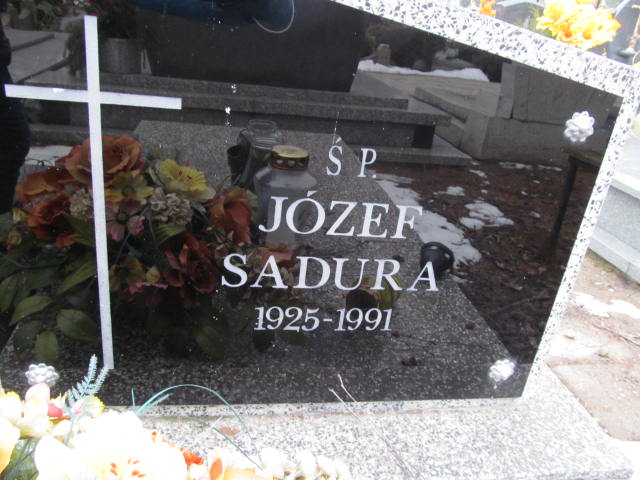 Ś P.
JÓZEF
SADURA
1925-1991